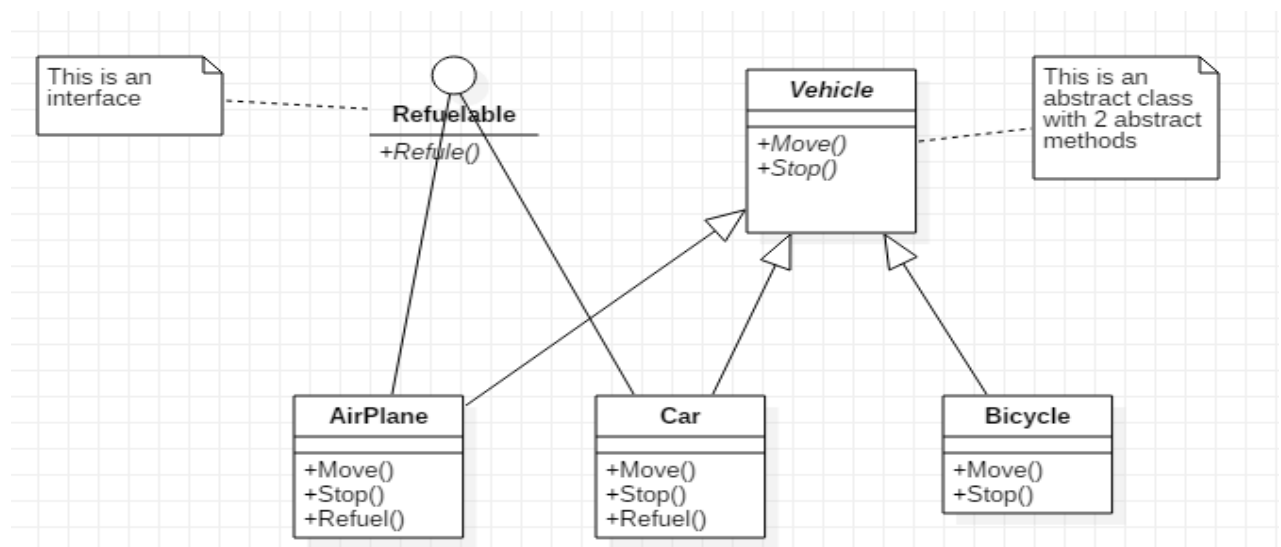 This is an
interface
Refuelable
+Refule()
Vehicle
+Move()
+Stop()
This is an
abstract class
with 2 abstract
methods
AirPlane
+Move()
+Stop()
+Refuel()
Car
+Move()
+Stop()
+Refuel()
Bicycle
+Move()
+Stop()